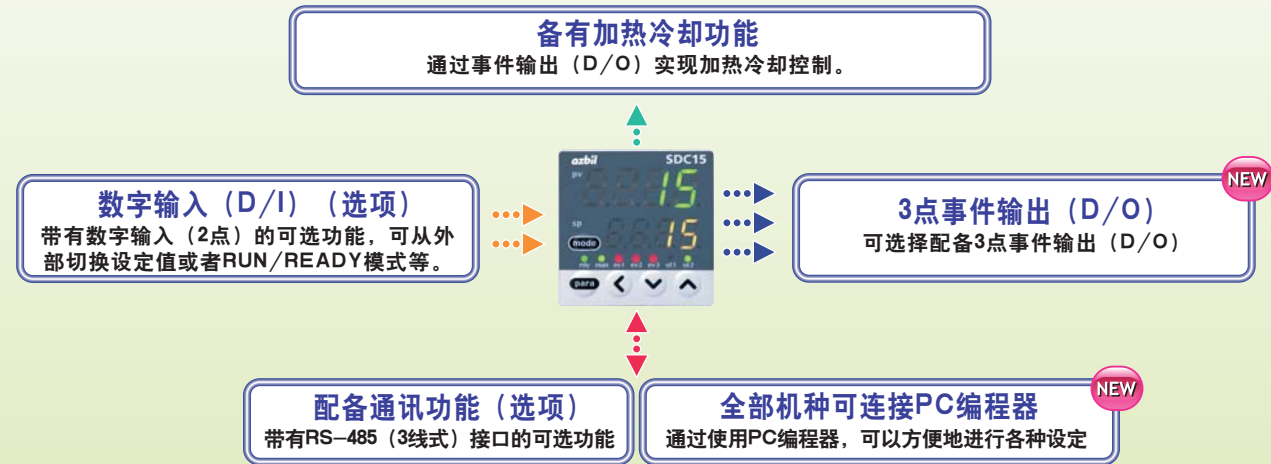 备有加热冷却功能
通过事件输出（D/O）实现加热冷却控制。
数字输入（D/I）（选项）
带有数字输入（2点）的可选功能，可从外
部切换设定值或者RUN/READY模式等。
azbil SDC15
pv
15
sp
15
mode
rdy man ev1 ev2 ev3 ot1 ot2
para
NEW
3点事件输出（D/O）
可选择配备3点事件输出（D/O）
配备通讯功能（选项）
带有RS-485（3线式）接口的可选功能
NEW
全部机种可连接PC编程器
通过使用PC编程器，可以方便地进行各种设定